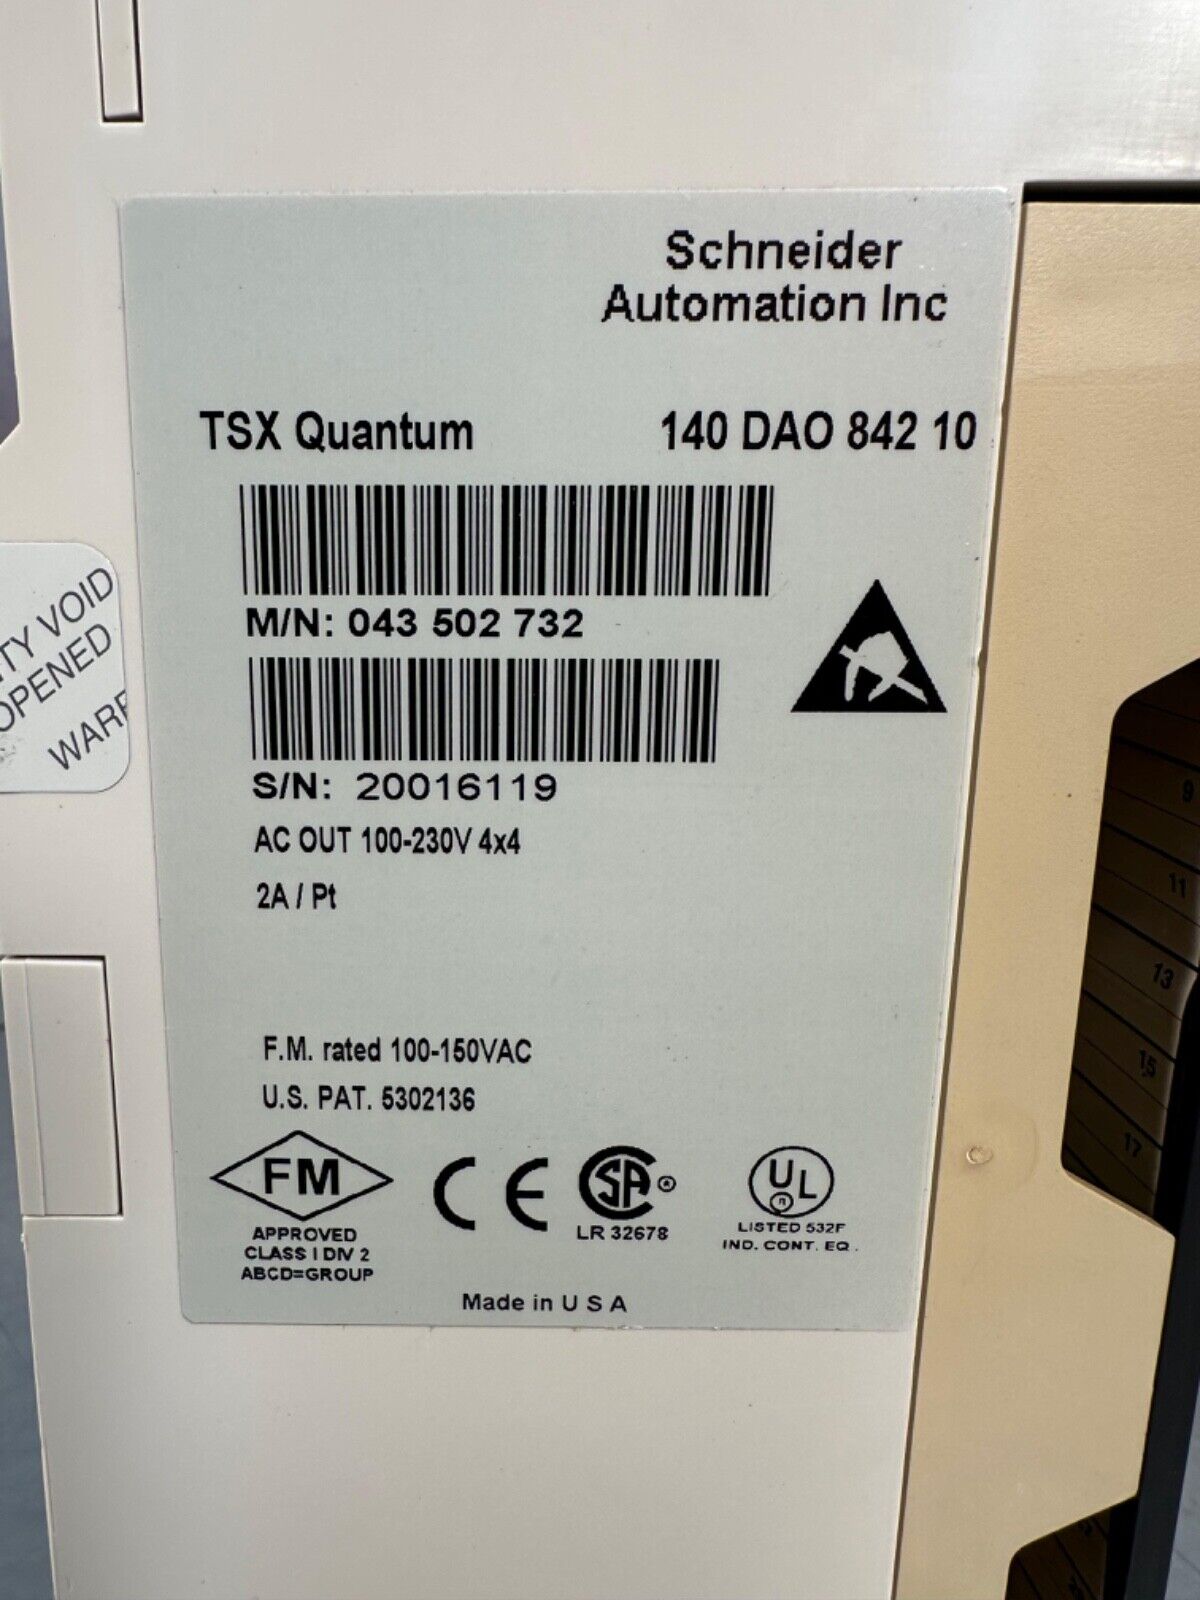 Schneider
Automation Inc
TSX Quantum 140 DAO 842 10
M/N: 043 502 732
S/N: 20016119
AC OUT 100-230V 4x4
2A / Pt
F.M. rated 100-150VAC
U.S. PAT. 5302136
FM
APPROVED
CLASS I DIV 2
ABCD=GROUP
CE
SA ®
LR 32678
UL
LISTED 532F
IND. CONT. EQ.
Made in U S A
VOID
OPENED
9
11
13
15
17